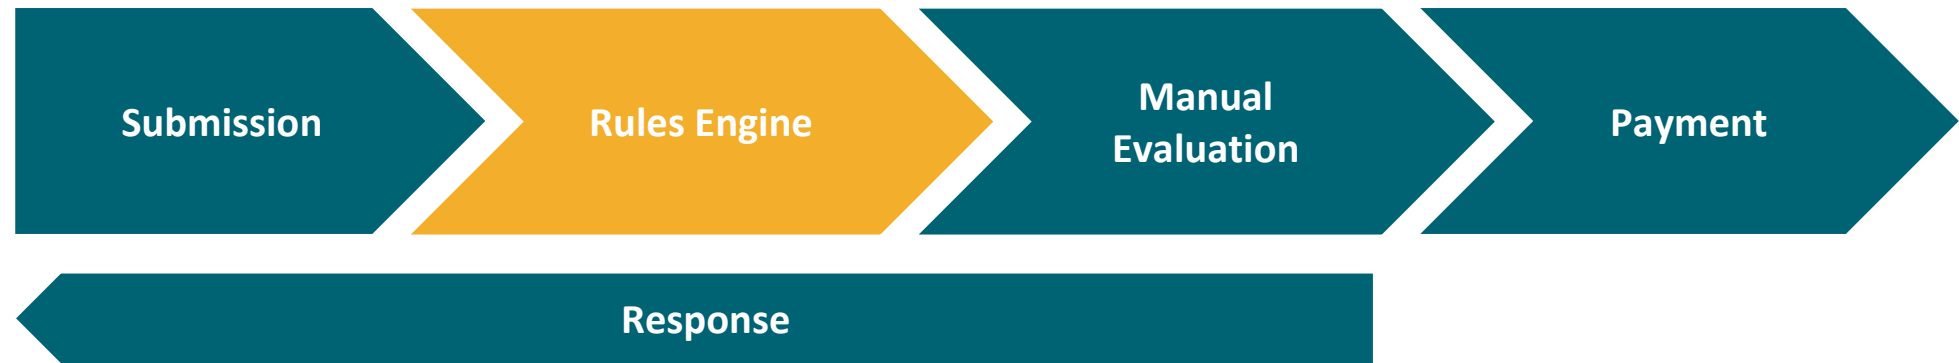 Submission
Rules Engine
Manual
Evaluation
Payment
Response